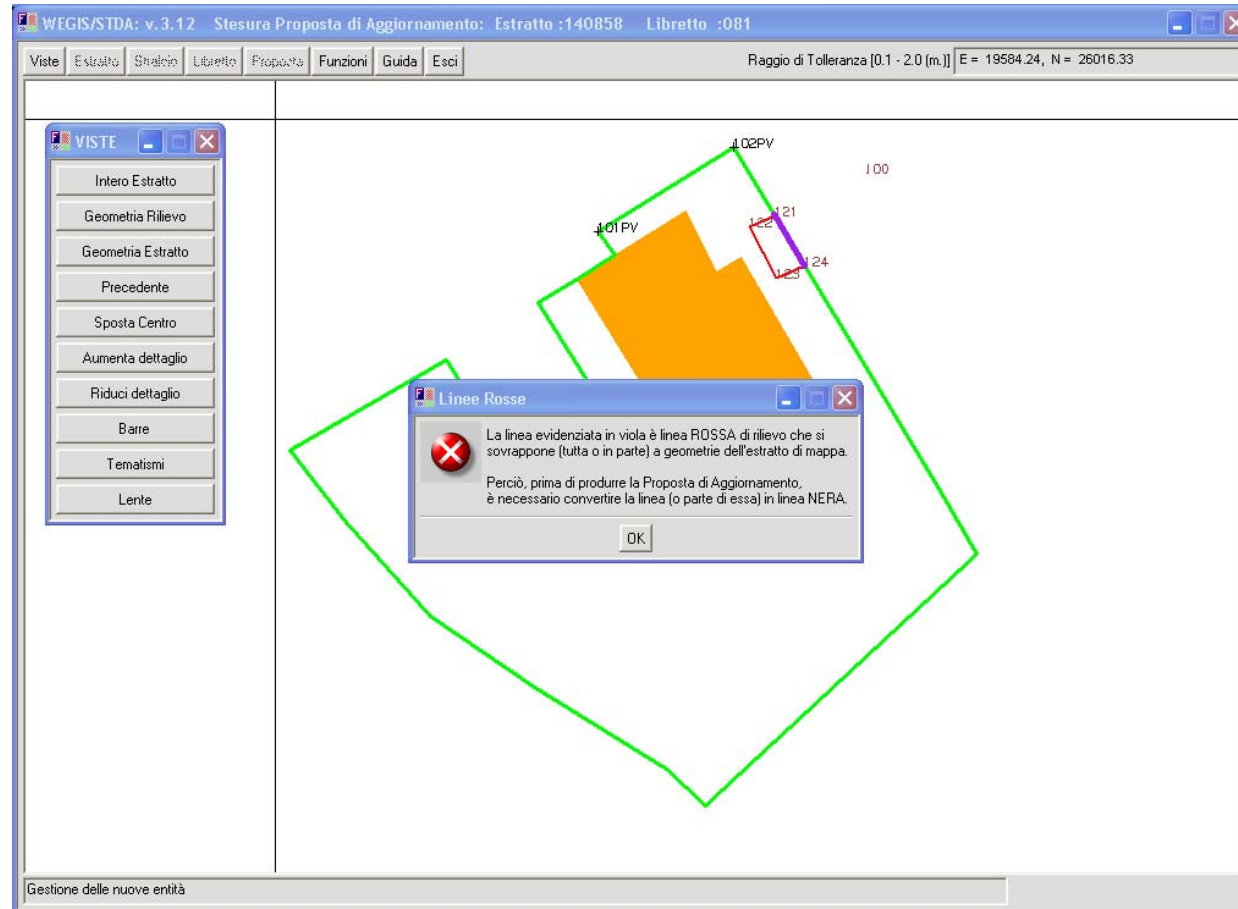 WEGIS/STDA: v.3.12 Stesura Proposta di Aggiornamento: Estratto :140858 Libretto :081
Viste Estratto Stralcio Libretto Proposta Funzioni Guida Esci Raggio di Tolleranza [0.1 - 2.0 (m.)] E = 19584.24, N = 26016.33
VISTE
Intero Estratto
Geometria Rilievo
Geometria Estratto
Precedente
Sposta Centro
Aumenta dettaglio
Riduci dettaglio
Barre
Tematismi
Lente
102PV
100
121
122
101PV
124
123
Linee Rosse
La linea evidenziata in viola è linea ROSSA di rilievo che si
sovrappone (tutta o in parte) a geometrie dell'estratto di mappa.
Perciò, prima di produrre la Proposta di Aggiornamento,
è necessario convertire la linea (o parte di essa) in linea NERA.
OK
Gestione delle nuove entità